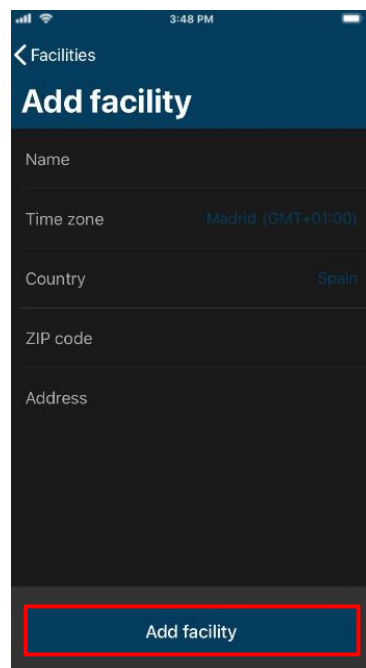 3:48 PM
Facilities
Add facility
Name
Time zone Madrid (GMT+01:00)
Country Spain
ZIP code
Address
Add facility